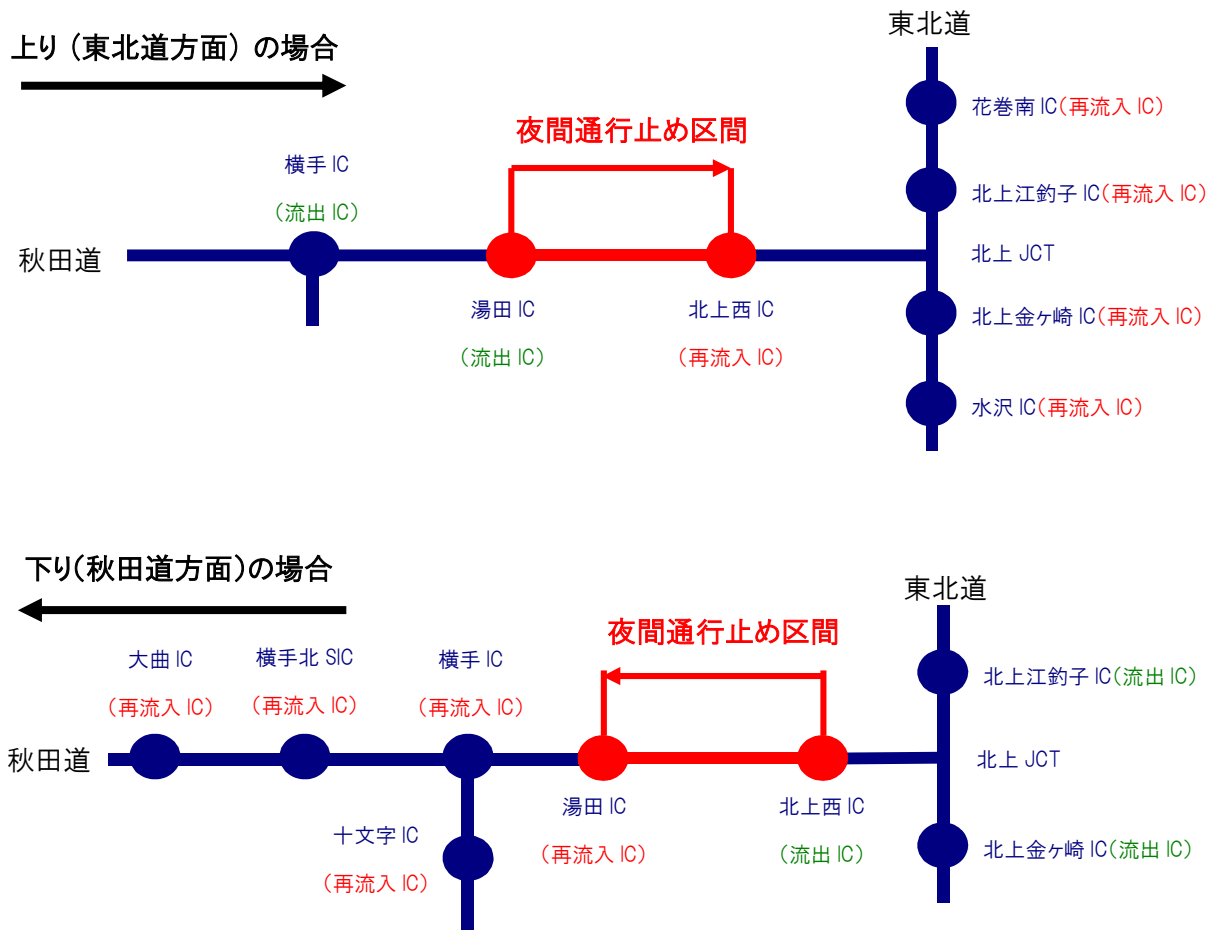 東北道
上り（東北道方面）の場合
花巻南 IC（再流入 IC）
夜間通行止め区間
横手 IC
（流出 IC）
北上江釣子 IC（再流入 IC）
秋田道
北上 JCT
湯田 IC
（流出 IC）
北上西 IC
（再流入 IC）
北上金ヶ崎 IC（再流入 IC）
水沢 IC（再流入 IC）
下り（秋田道方面）の場合
東北道
夜間通行止め区間
大曲 IC
（再流入 IC）
横手北 SIC
（再流入 IC）
横手 IC
（再流入 IC）
北上江釣子 IC（流出 IC）
秋田道
北上 JCT
湯田 IC
（再流入 IC）
北上西 IC
（流出 IC）
十文字 IC
（再流入 IC）
北上金ヶ崎 IC（流出 IC）